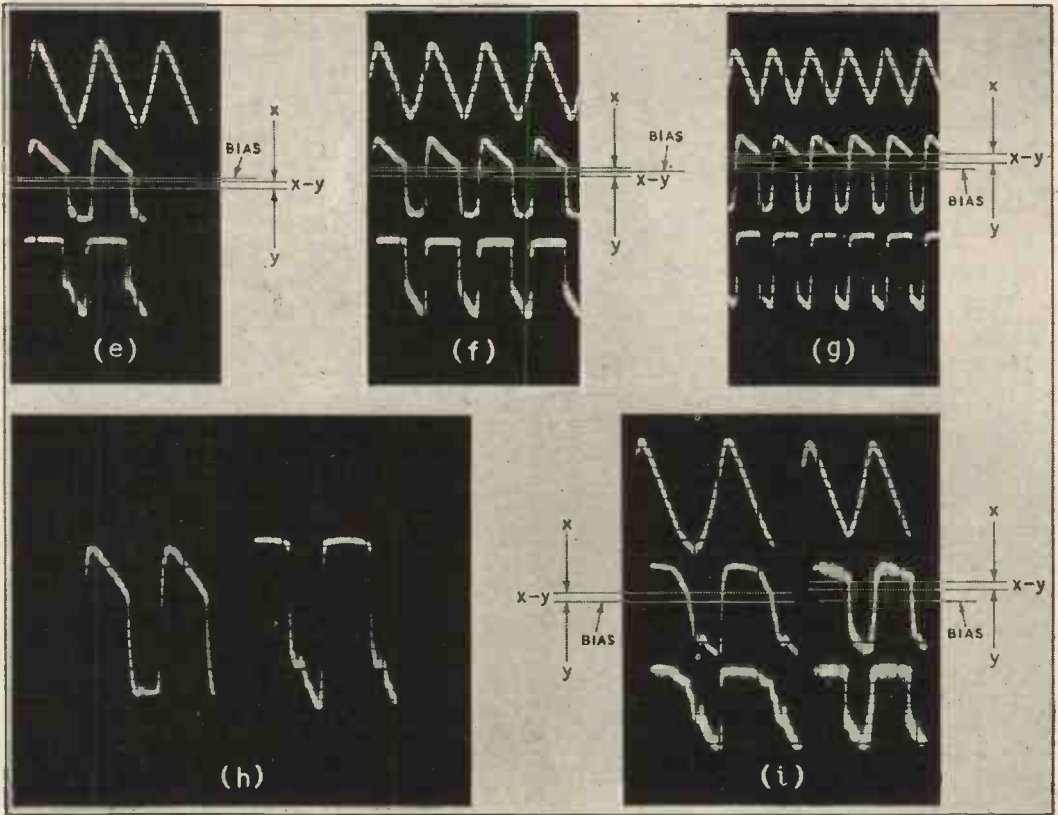 x
BIAS
x-y
y
(e)
x
BIAS
x-y
y
(f)
x
x-y
BIAS
y
(g)
(h)
x
x-y
BIAS
y
x
x-y
BIAS
y
(i)